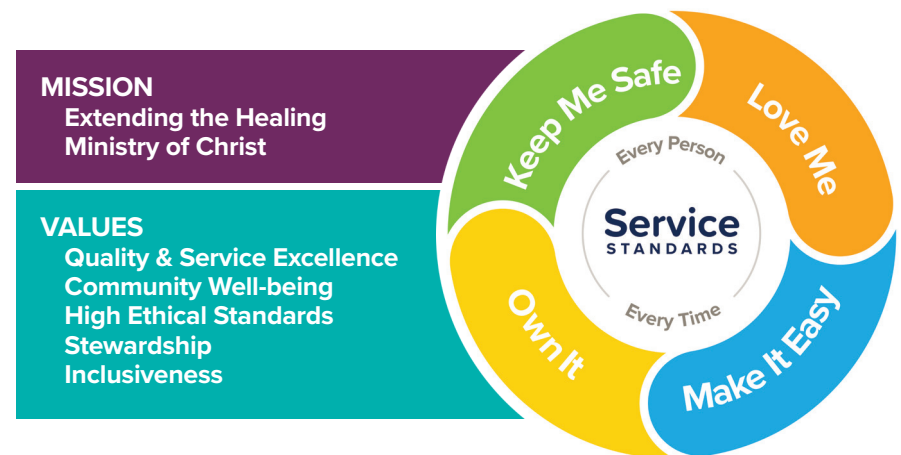 MISSION
Extending the Healing
Ministry of Christ
VALUES
Quality & Service Excellence
Community Well-being
High Ethical Standards
Stewardship
Inclusiveness
Keep Me Safe
Love Me
Make It Easy
Own It
Every Person
Service
STANDARDS
Every Time